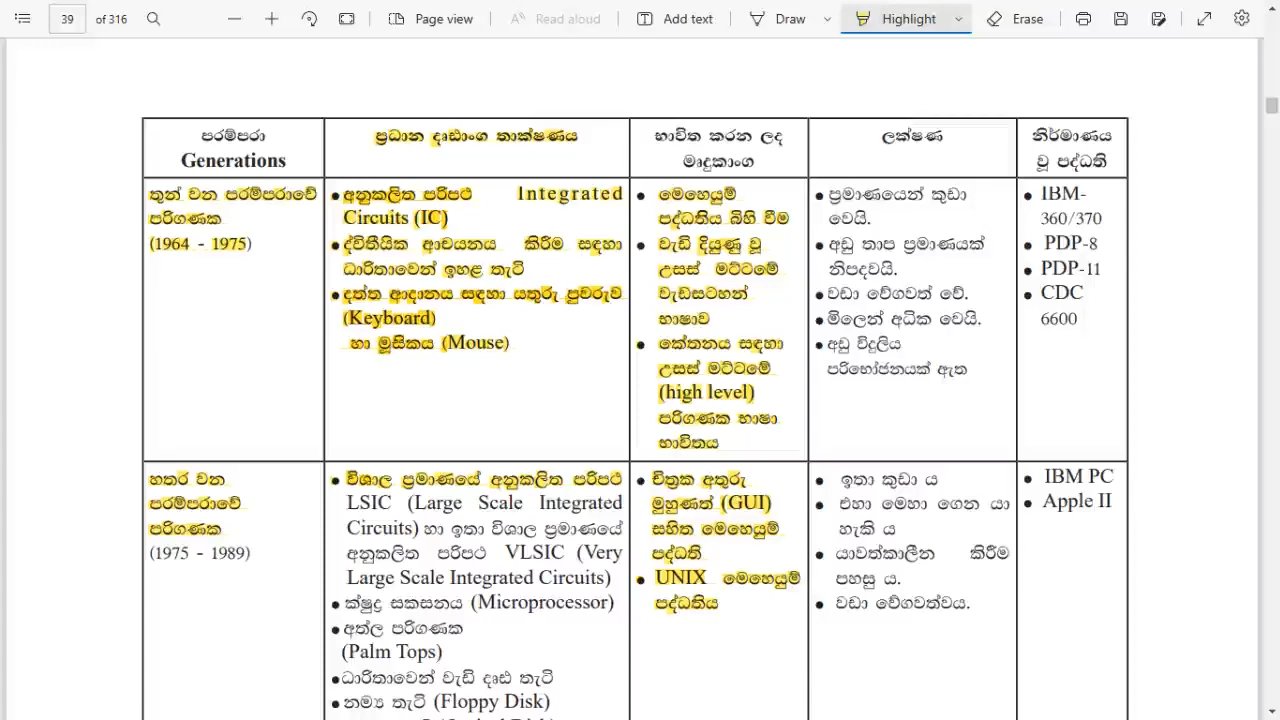 39 of 316 Page view Read aloud Add text Draw Highlight Erase
පරම්පරා
Generations
ප්‍රධාන දෘඪාංග තාක්ෂණය
භාවිත කරන ලද
මෘදුකාංග
ලක්ෂණ
නිර්මාණය
වූ පද්ධති
තුන් වන පරම්පරාවේ
පරිගණක
(1964 - 1975)
● අනුකලිත පරිපථ Integrated
Circuits (IC)
● ද්විතීයික ආචයනය කිරීම සඳහා
ධාරිතාවෙන් ඉහළ තැටි
● දත්ත ආදානය සඳහා යතුරු පුවරුව
(Keyboard)
හා මූසිකය (Mouse)
● මෙහෙයුම්
පද්ධතිය බිහි වීම
● වැඩි දියුණු වූ
උසස් මට්ටමේ
වැඩසටහන්
භාෂාව
● කේතනය සඳහා
උසස් මට්ටමේ
(high level)
පරිගණක භාෂා
භාවිතය
● ප්‍රමාණයෙන් කුඩා
වෙයි.
● අඩු තාප ප්‍රමාණයක්
නිපදවයි.
● වඩා වේගවත් වේ.
● මිලෙන් අධික වෙයි.
● අඩු විදුලිය
පරිභෝජනයක් ඇත
● IBM-
360/370
● PDP-8
● PDP-11
● CDC
6600
හතර වන
පරම්පරාවේ
පරිගණක
(1975 - 1989)
● විශාල ප්‍රමාණයේ අනුකලිත පරිපථ
LSIC (Large Scale Integrated
Circuits) හා ඉතා විශාල ප්‍රමාණයේ
අනුකලිත පරිපථ VLSIC (Very
Large Scale Integrated Circuits)
● ක්ෂුද්‍ර සකසනය (Microprocessor)
● අත්ල පරිගණක
(Palm Tops)
● ධාරිතාවෙන් වැඩි දෘඪ තැටි
● නම්‍ය තැටි (Floppy Disk)
● චිත්‍රක අතුරු
මුහුණත් (GUI)
සහිත මෙහෙයුම්
පද්ධති
● UNIX මෙහෙයුම්
පද්ධතිය
● ඉතා කුඩා ය
● එහා මෙහා ගෙන යා
හැකි ය
● යාවත්කාලීන කිරීම
පහසු ය.
● වඩා වේගවත්වය.
● IBM PC
● Apple II